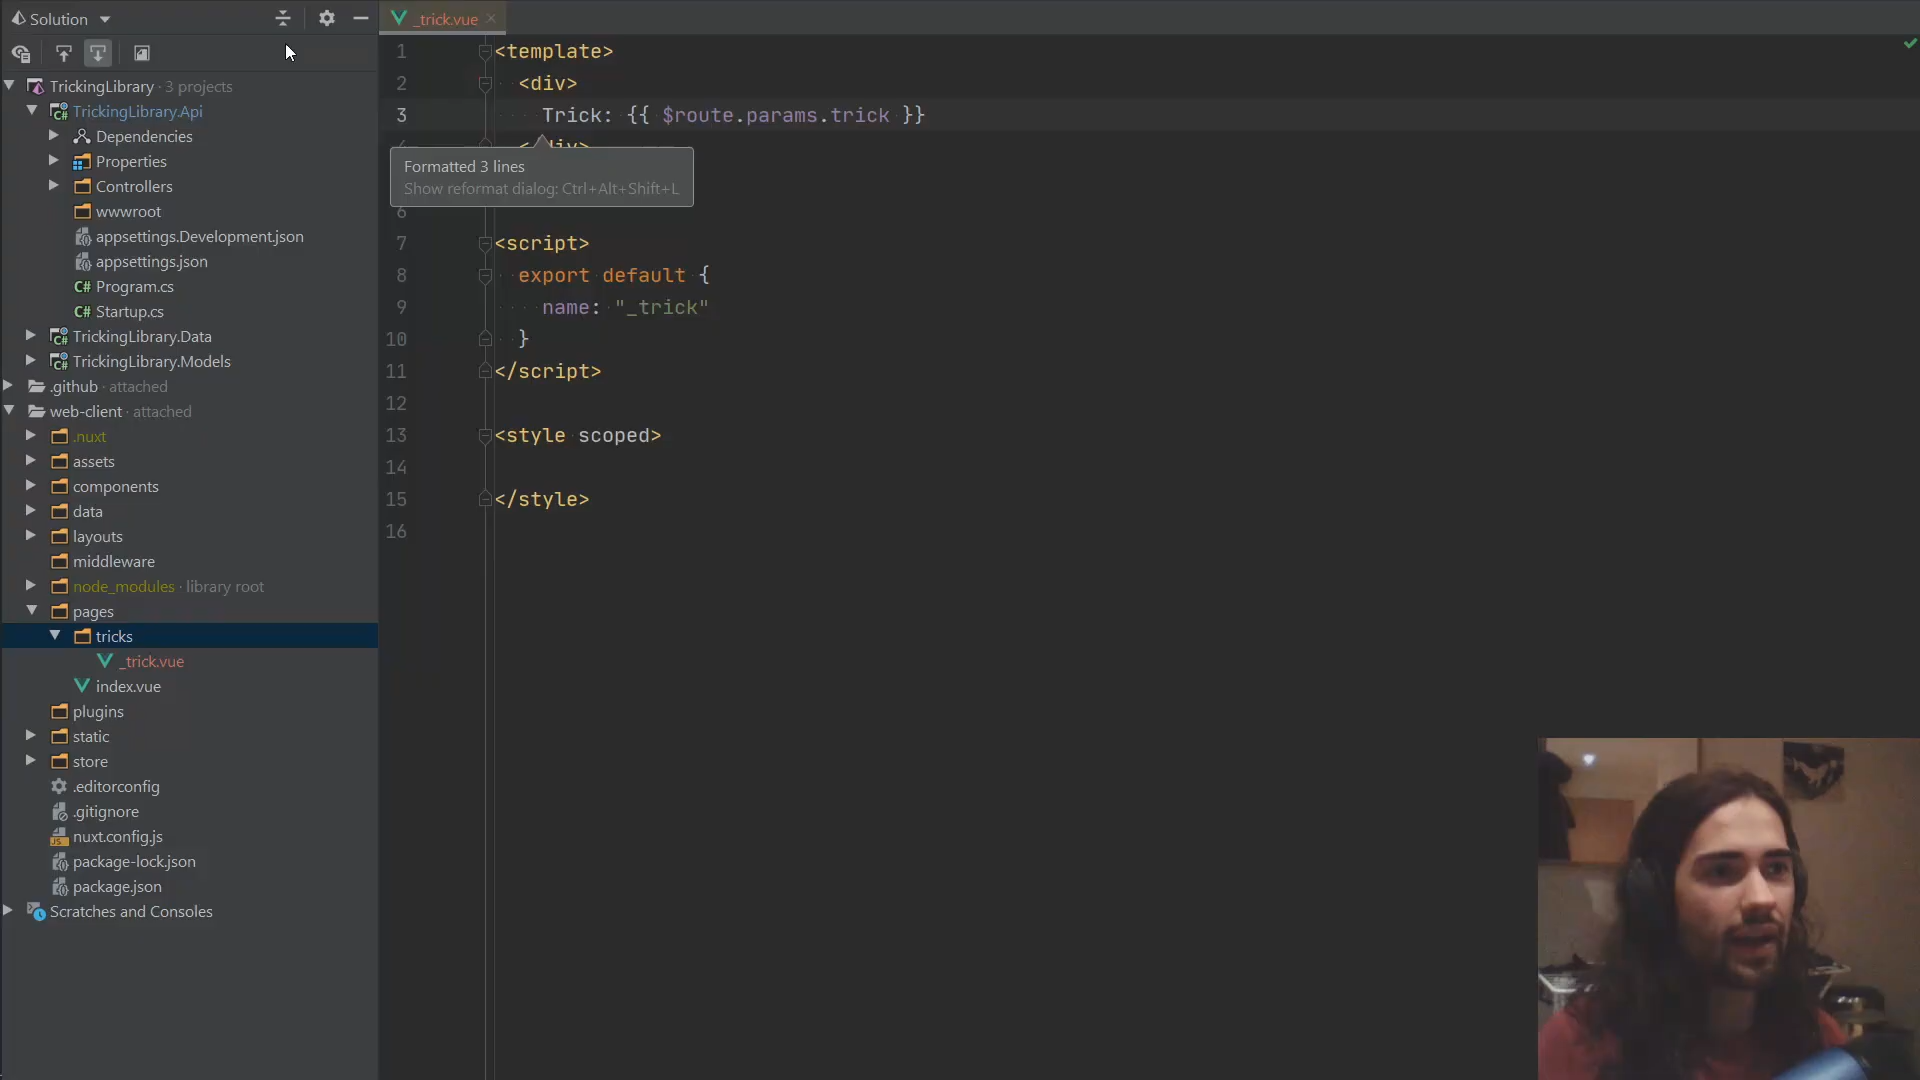 Solution
TrickingLibrary · 3 projects
TrickingLibrary.Api
Dependencies
Properties
Controllers
wwwroot
appsettings.Development.json
appsettings.json
C# Program.cs
C# Startup.cs
TrickingLibrary.Data
TrickingLibrary.Models
.github · attached
web-client · attached
.nuxt
assets
components
data
layouts
middleware
node_modules · library root
pages
tricks
_trick.vue
index.vue
plugins
static
store
.editorconfig
.gitignore
nuxt.config.js
package-lock.json
package.json
Scratches and Consoles
_trick.vue
1 <template>
2 <div>
3 Trick: {{ $route.params.trick }}
Formatted 3 lines
Show reformat dialog: Ctrl+Alt+Shift+L
6
7 <script>
8 export default {
9 name: "_trick"
10 }
11 </script>
12
13 <style scoped>
14
15 </style>
16